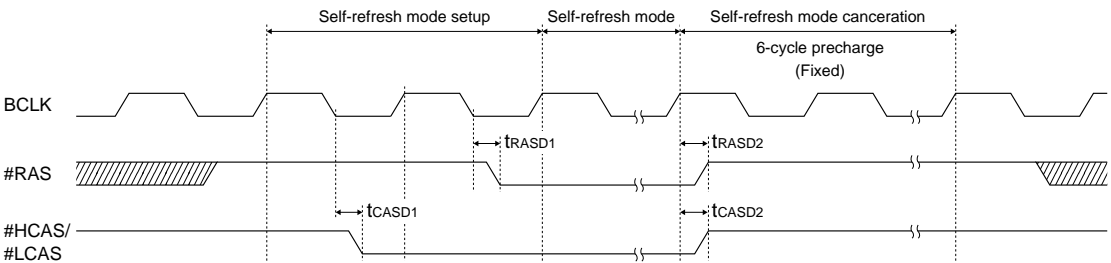 Self-refresh mode setup
Self-refresh mode
Self-refresh mode canceration
6-cycle precharge
(Fixed)
BCLK
tRASD1
tRASD2
#RAS
tCASD1
tCASD2
#HCAS/
#LCAS